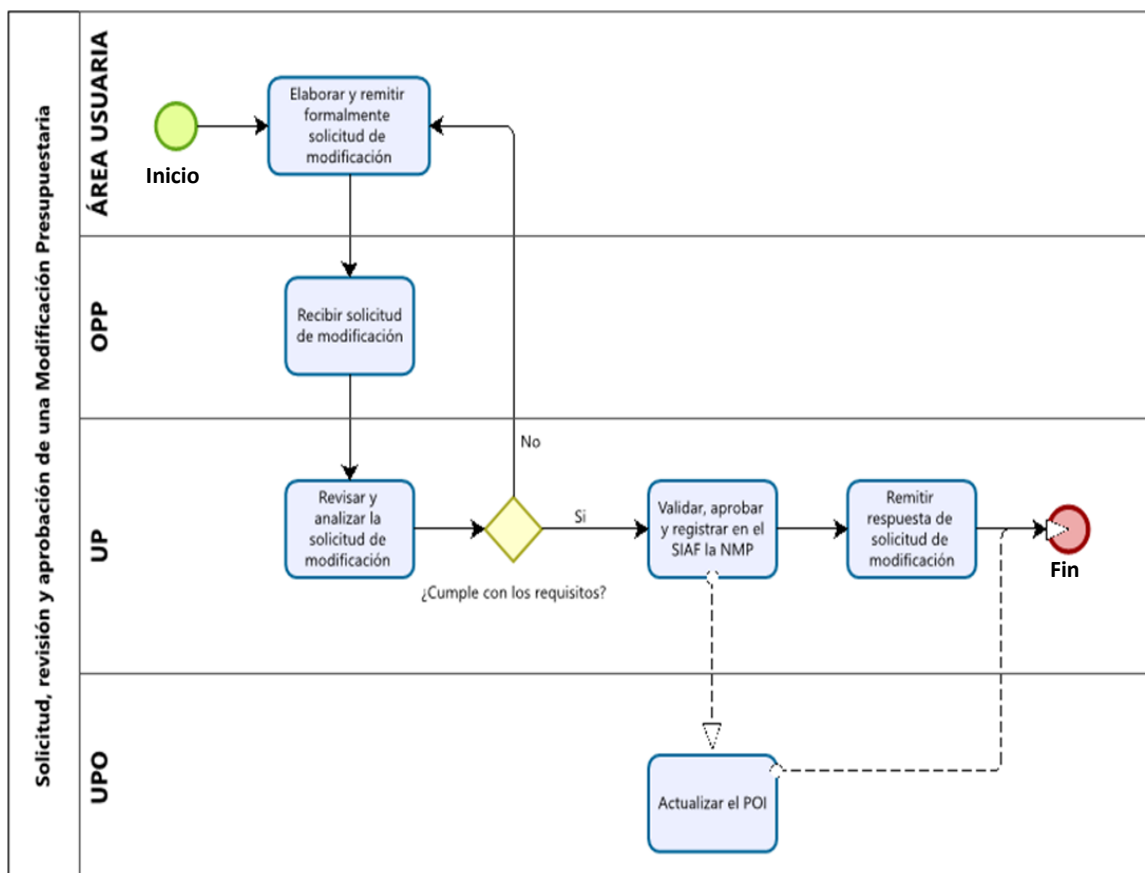 Solicitud, revisión y aprobación de una Modificación Presupuestaria
ÁREA USUARIA
Inicio
Elaborar y remitir
formalmente
solicitud de
modificación
OPP
Recibir solicitud
de modificación
UP
Revisar y
analizar la
solicitud de
modificación
No
Si
¿Cumple con los requisitos?
Validar, aprobar
y registrar en el
SIAF la NMP
Remitir
respuesta de
solicitud de
modificación
Fin
UPO
Actualizar el POI